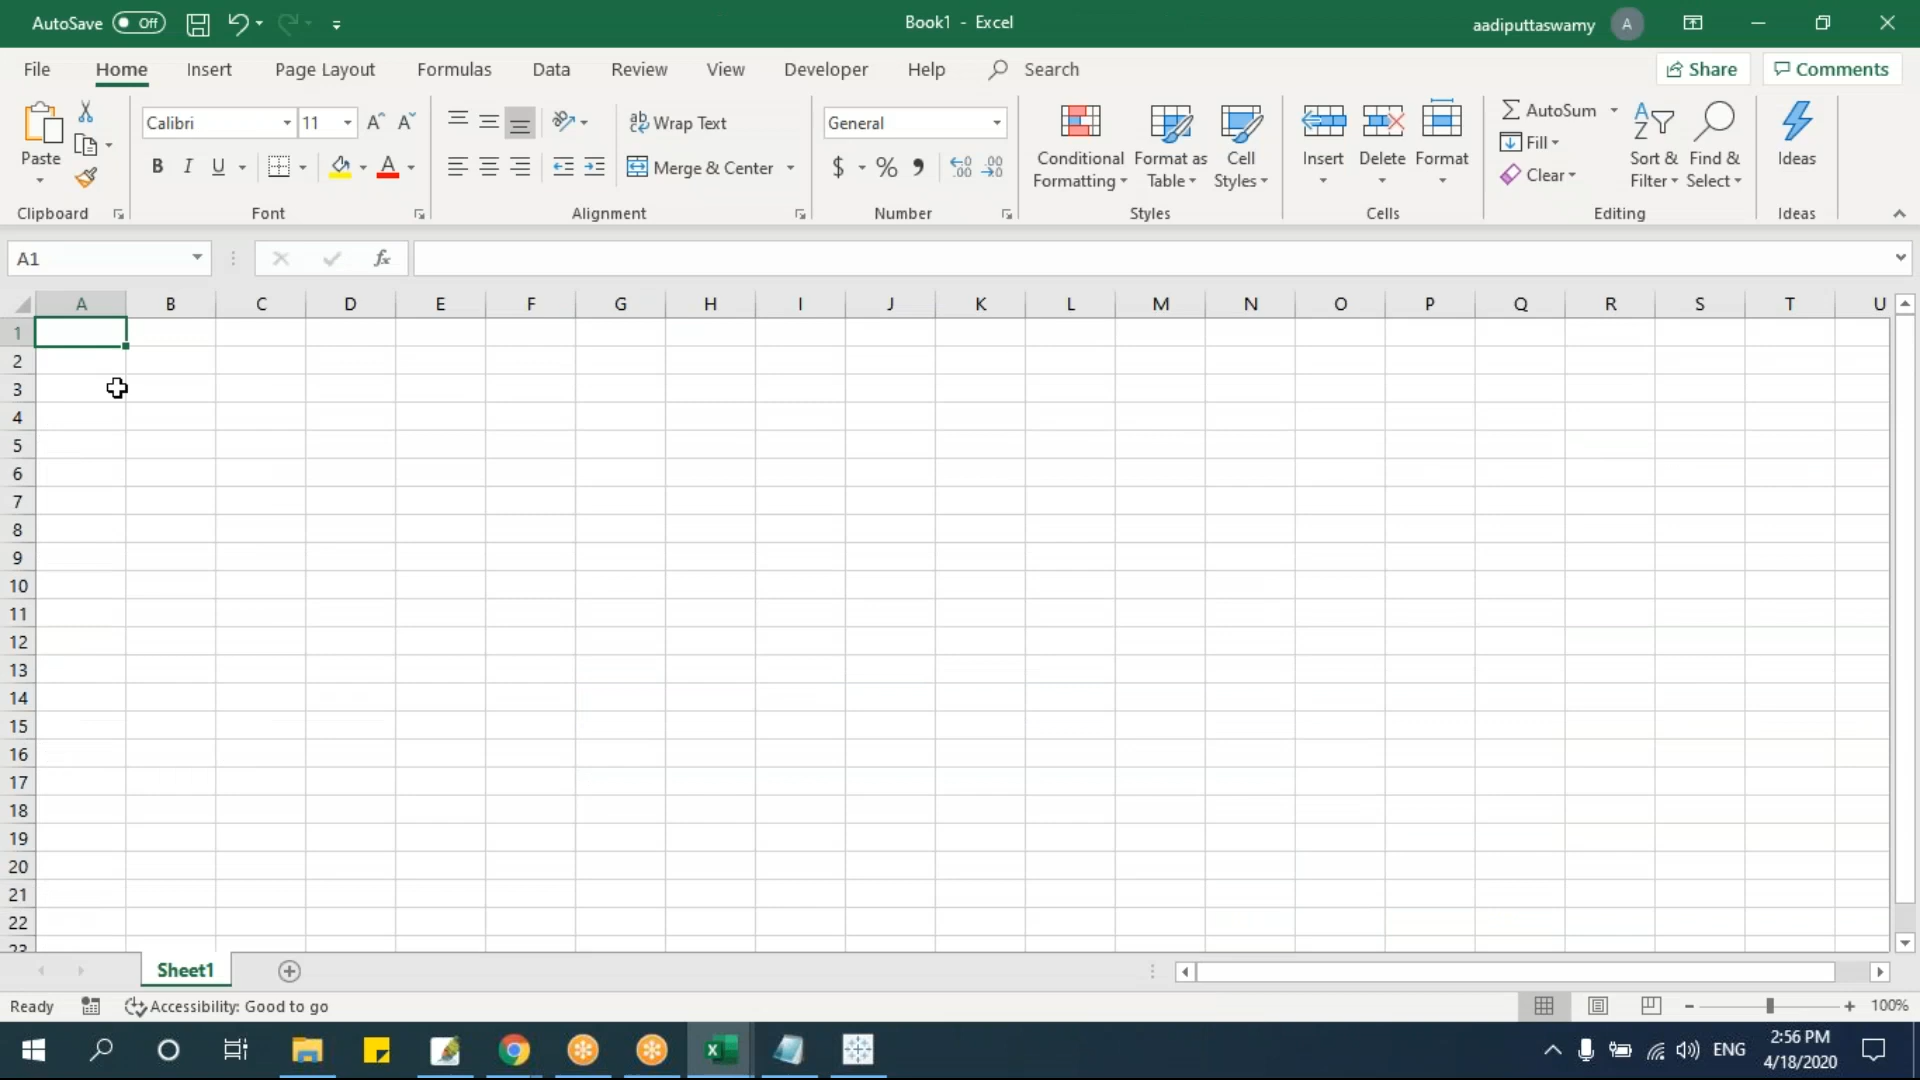 AutoSave Off
Book1 - Excel
aadiputtaswamy A
File Home Insert Page Layout Formulas Data Review View Developer Help Search
Share Comments
Paste
Clipboard
Calibri 11
B I U
Font
Wrap Text
Merge & Center
Alignment
General
$ % ,
Number
Conditional Formatting
Format as Table
Cell Styles
Styles
Insert Delete Format
Cells
AutoSum
Fill
Clear
Sort & Filter
Find & Select
Editing
Ideas
Ideas
A1 fx
A B C D E F G H I J K L M N O P Q R S T U
1
2
3
4
5
6
7
8
9
10
11
12
13
14
15
16
17
18
19
20
21
22
23
Sheet1
Ready Accessibility: Good to go 100%
ENG
2:56 PM
4/18/2020